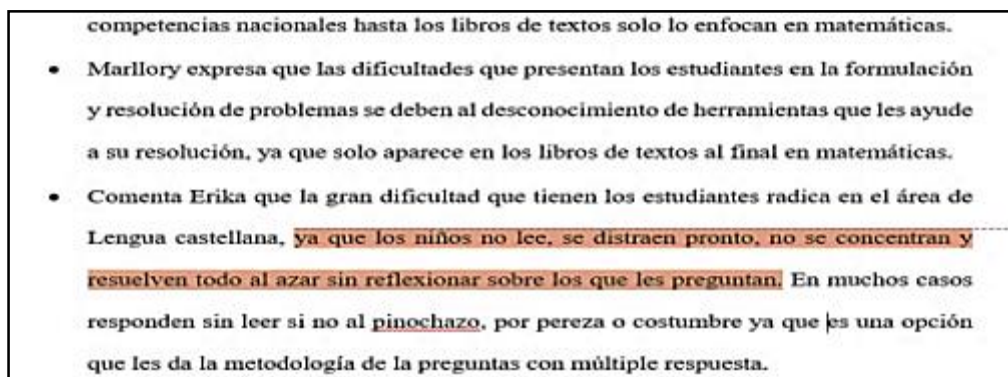 competencias nacionales hasta los libros de textos solo lo enfocan en matemáticas.
• Marllory expresa que las dificultades que presentan los estudiantes en la formulación
y resolución de problemas se deben al desconocimiento de herramientas que les ayude
a su resolución, ya que solo aparece en los libros de textos al final en matemáticas.
• Comenta Erika que la gran dificultad que tienen los estudiantes radica en el área de
Lengua castellana, ya que los niños no lee, se distraen pronto, no se concentran y
resuelven todo al azar sin reflexionar sobre los que les preguntan. En muchos casos
responden sin leer si no al pinochazo, por pereza o costumbre ya que es una opción
que les da la metodología de la preguntas con múltiple respuesta.